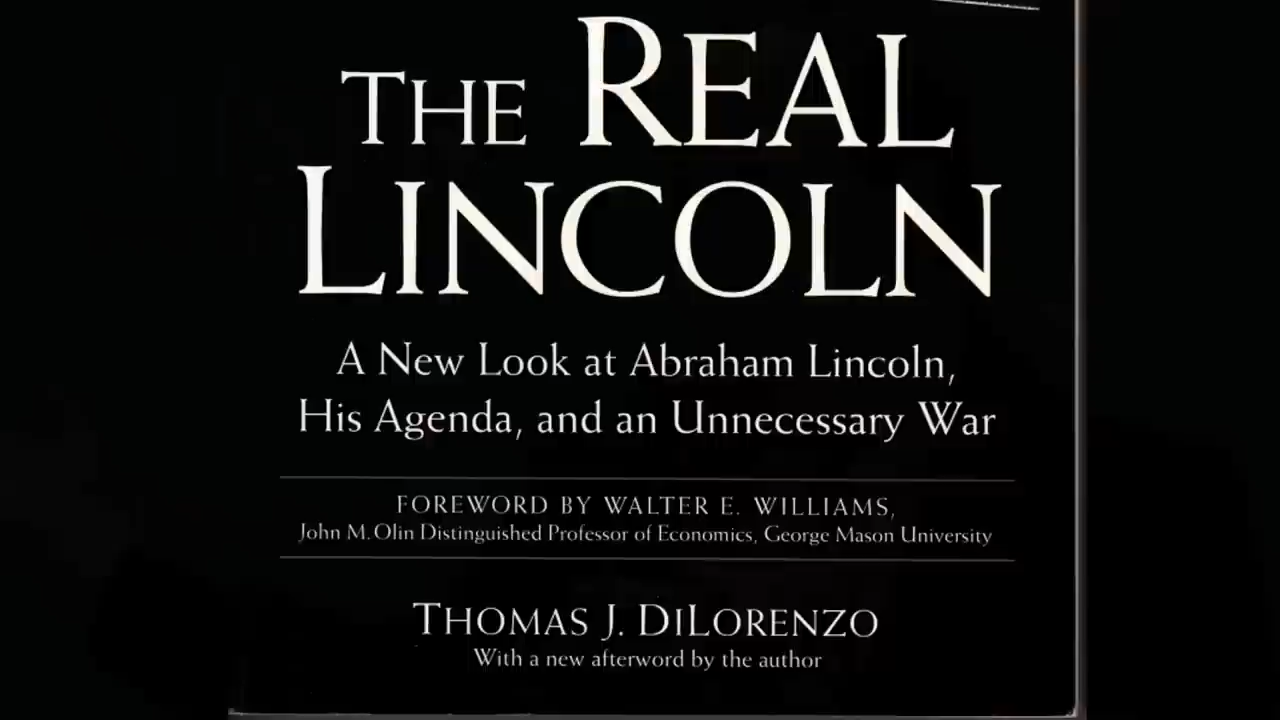 THE REAL
LINCOLN
A New Look at Abraham Lincoln,
His Agenda, and an Unnecessary War
FOREWORD BY WALTER E. WILLIAMS,
John M. Olin Distinguished Professor of Economics, George Mason University
THOMAS J. DILORENZO
With a new afterword by the author